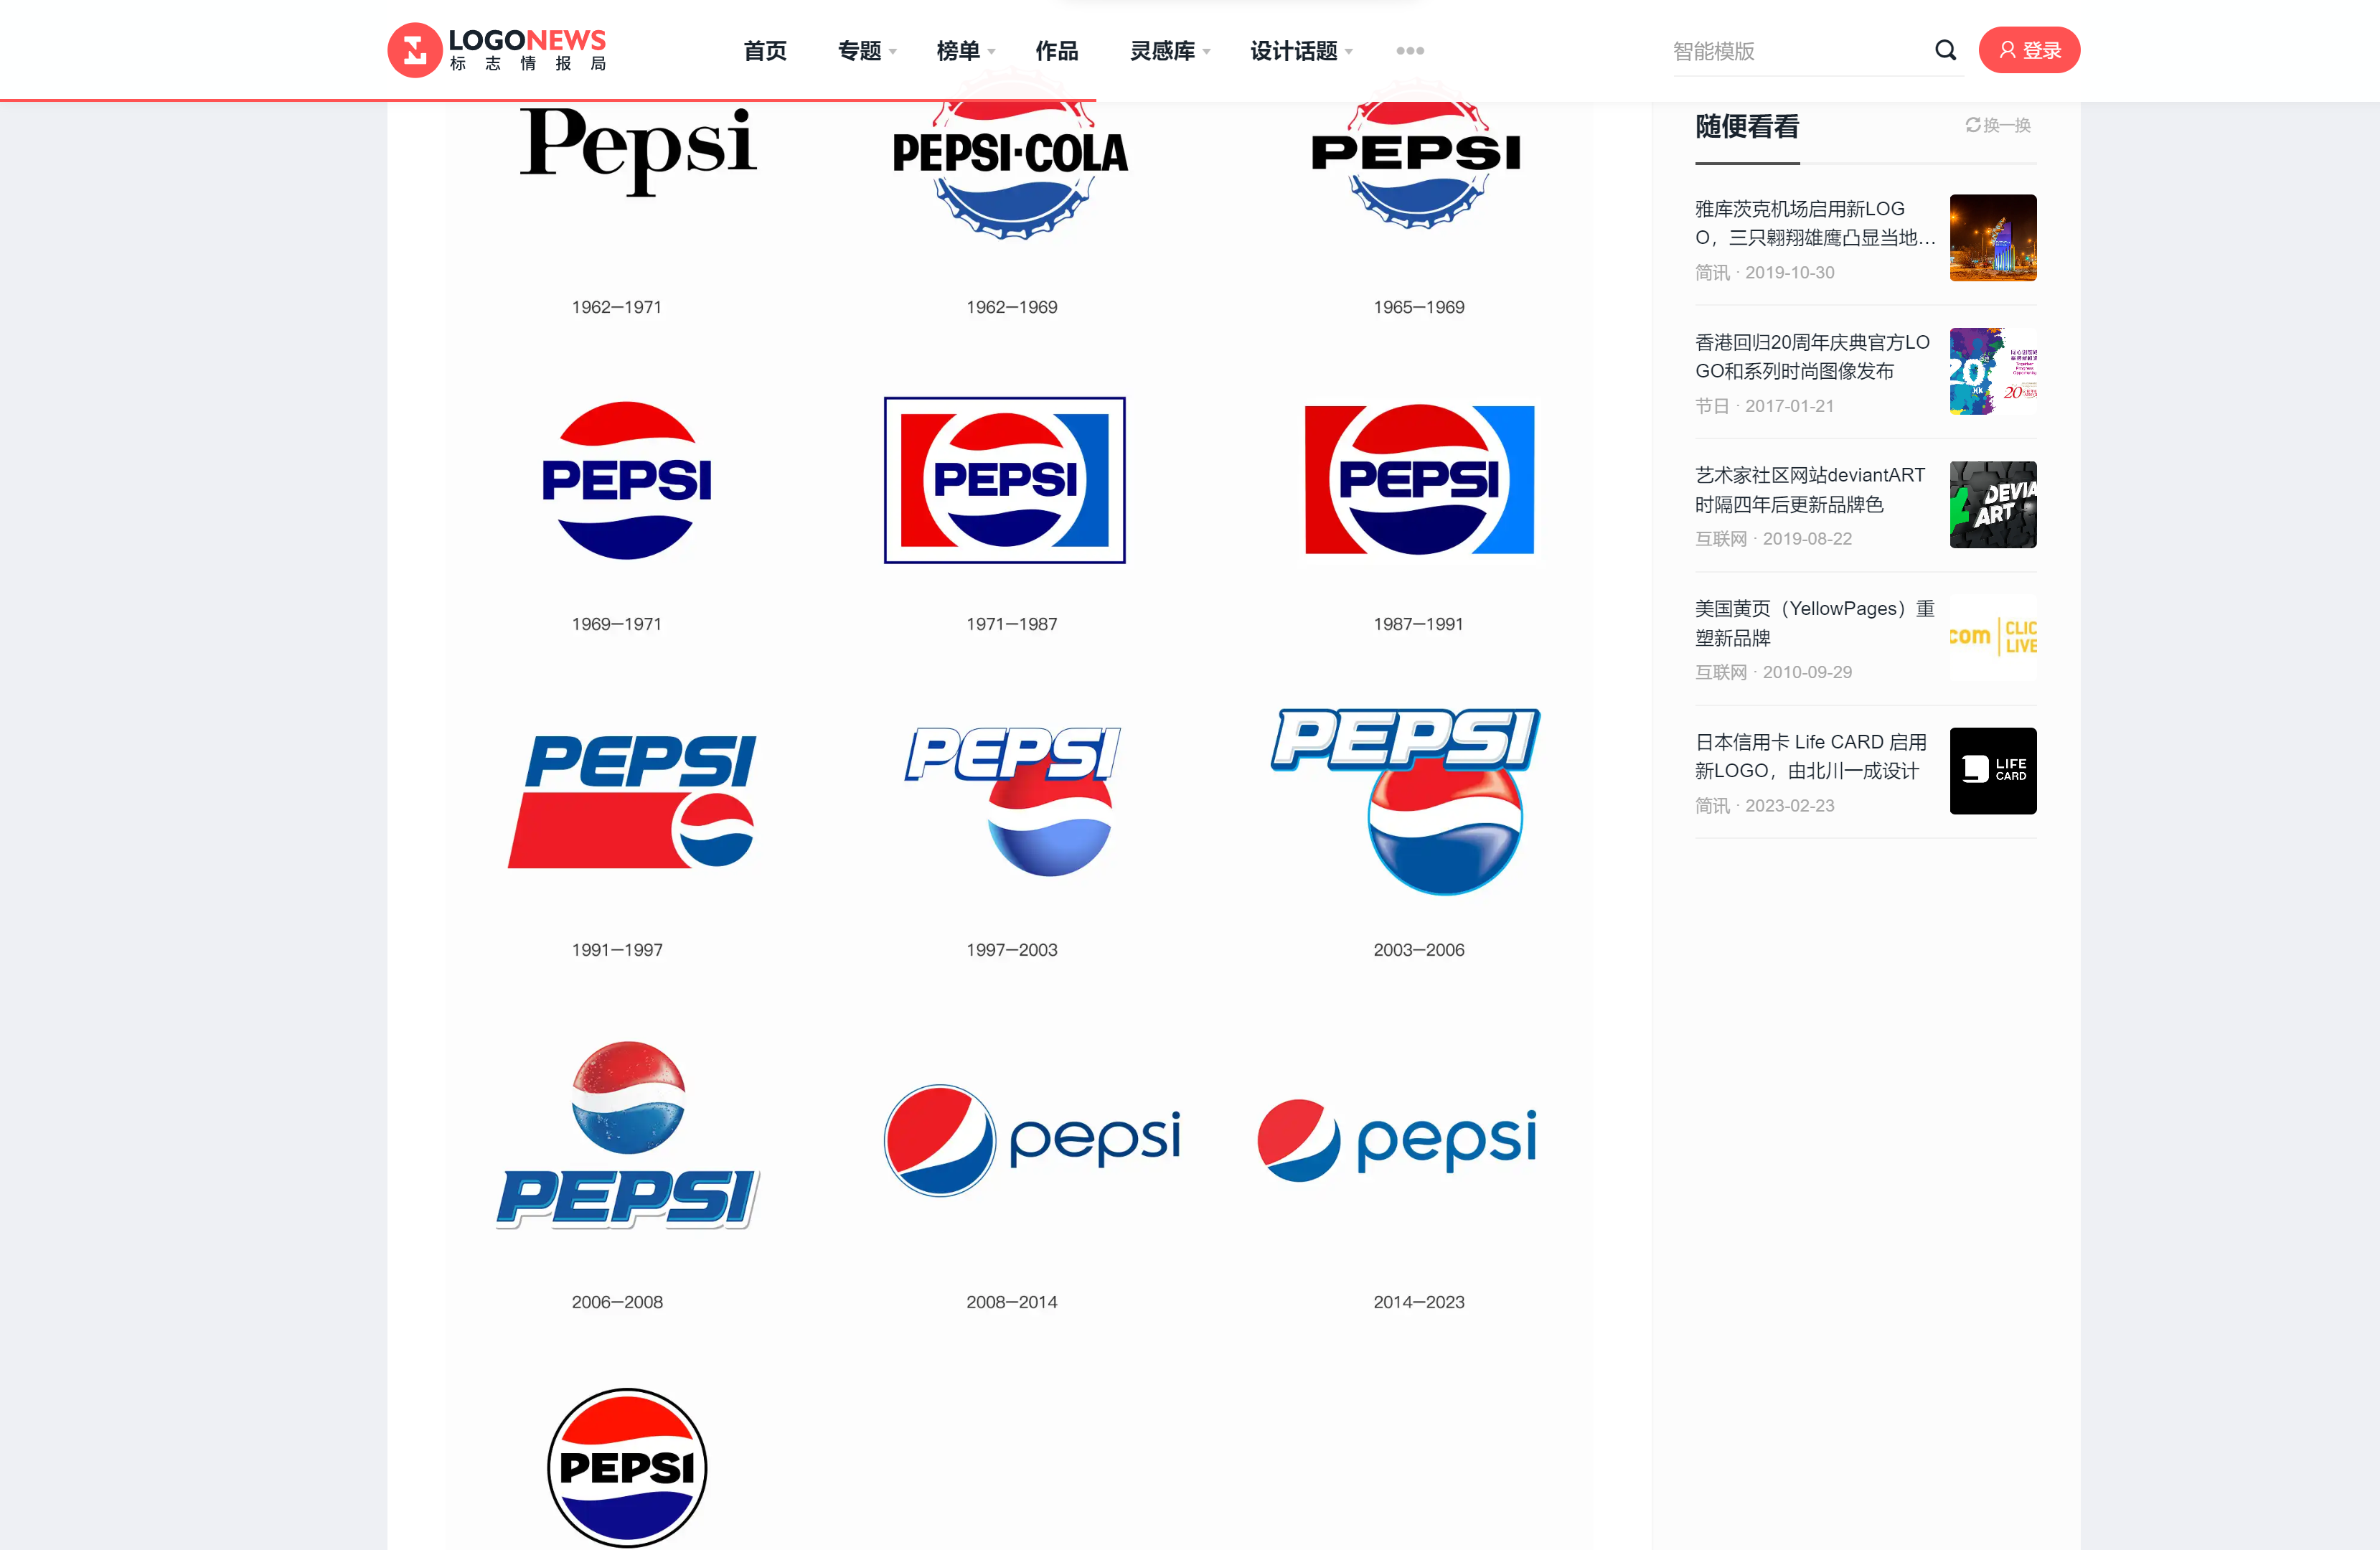 LOGONEWS
标志情报局
首页
专题
榜单
作品
灵感库
设计话题
智能模版
登录
Pepsi
PEPSI·COLA
PEPSI
1962—1971
1962—1969
1965—1969
PEPSI
PEPSI
PEPSI
1969—1971
1971—1987
1987—1991
PEPSI
PEPSI
PEPSI
1991—1997
1997—2003
2003—2006
PEPSI
pepsi
pepsi
2006—2008
2008—2014
2014—2023
PEPSI
随便看看
换一换
雅库茨克机场启用新LOG
O，三只翱翔雄鹰凸显当地…
简讯 · 2019-10-30
香港回归20周年庆典官方LO
GO和系列时尚图像发布
节日 · 2017-01-21
20
20
艺术家社区网站deviantART
时隔四年后更新品牌色
互联网 · 2019-08-22
DEVIA
ART
美国黄页（YellowPages）重
塑新品牌
互联网 · 2010-09-29
com
CLIC
LIVE
日本信用卡 Life CARD 启用
新LOGO，由北川一成设计
简讯 · 2023-02-23
LIFE
CARD